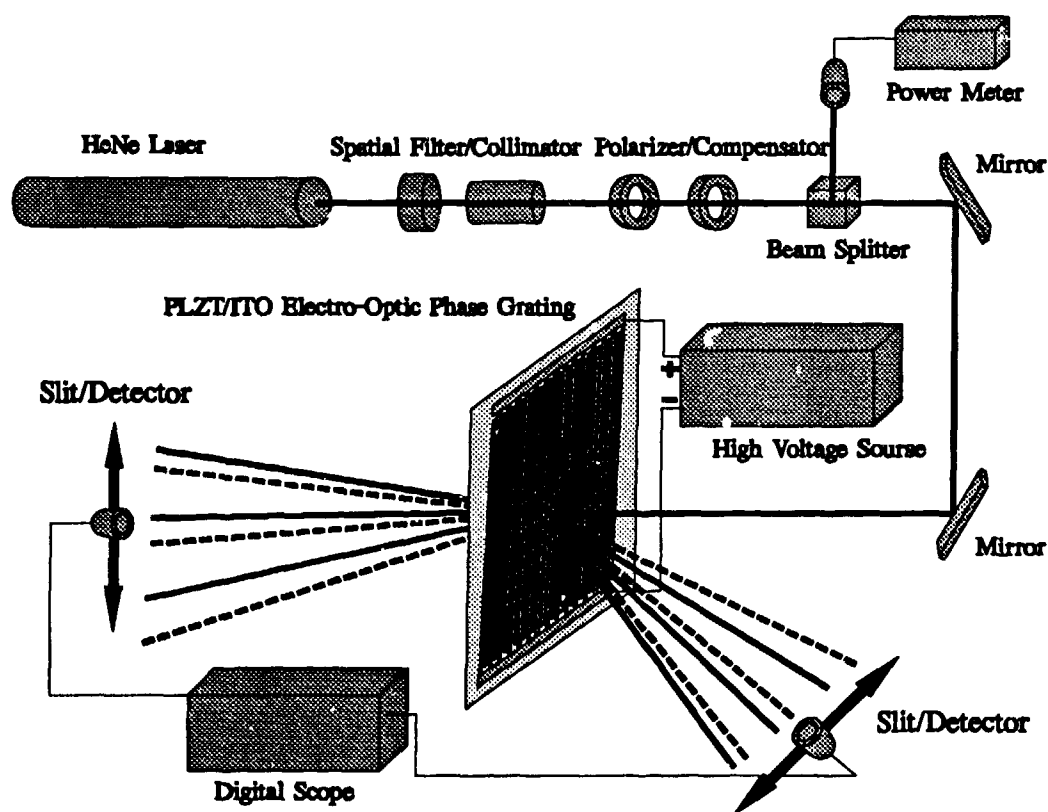 Power Meter
HeNe Laser
Spatial Filter/Collimator
Polarizer/Compensator
Mirror
Beam Splitter
PLZT/ITO Electro-Optic Phase Grating
Slit/Detector
+
−
High Voltage Sourse
Mirror
Slit/Detector
Digital Scope